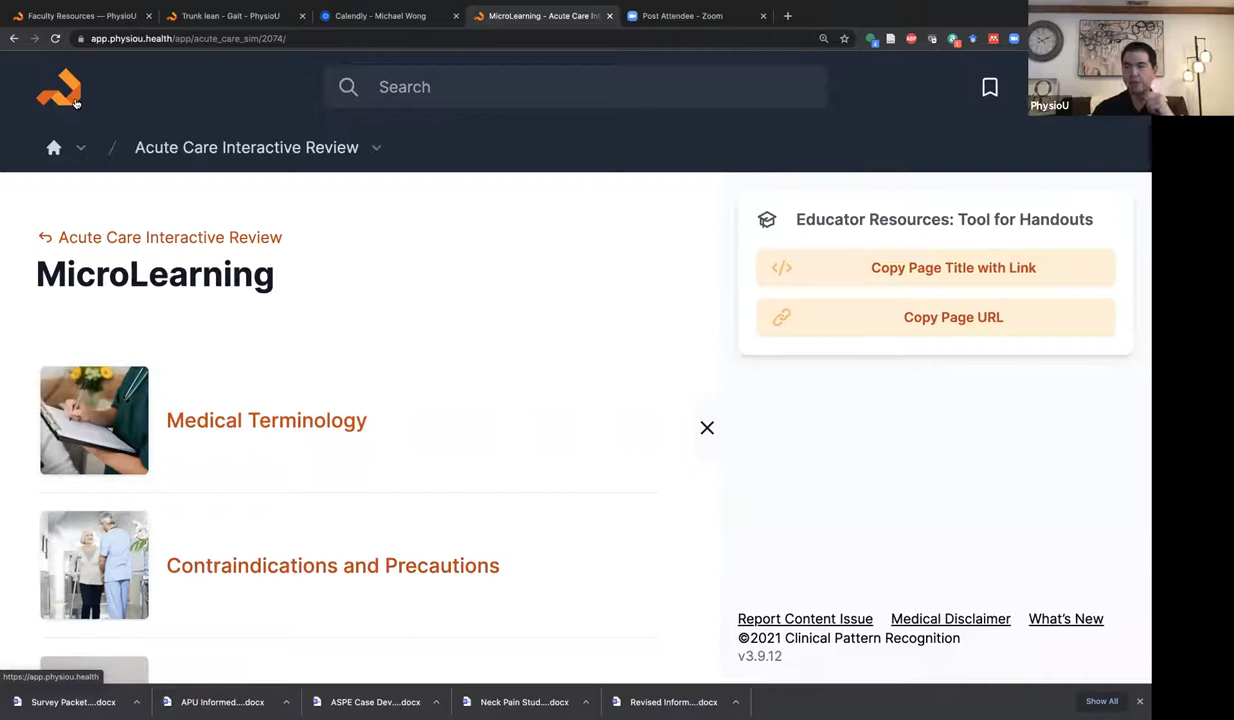 Faculty Resources — PhysioU
Trunk lean - Gait - PhysioU
Calendly - Michael Wong
MicroLearning - Acute Care Int
Post Attendee - Zoom
app.physiou.health/app/acute_care_sim/2074/
Search
PhysioU
/ Acute Care Interactive Review
Acute Care Interactive Review
MicroLearning
Educator Resources: Tool for Handouts
Copy Page Title with Link
Copy Page URL
Medical Terminology
Contraindications and Precautions
Report Content Issue Medical Disclaimer What's New
©2021 Clinical Pattern Recognition
v3.9.12
https://app.physiou.health
Survey Packet....docx
APU Informed....docx
ASPE Case Dev....docx
Neck Pain Stud....docx
Revised Inform....docx
Show All